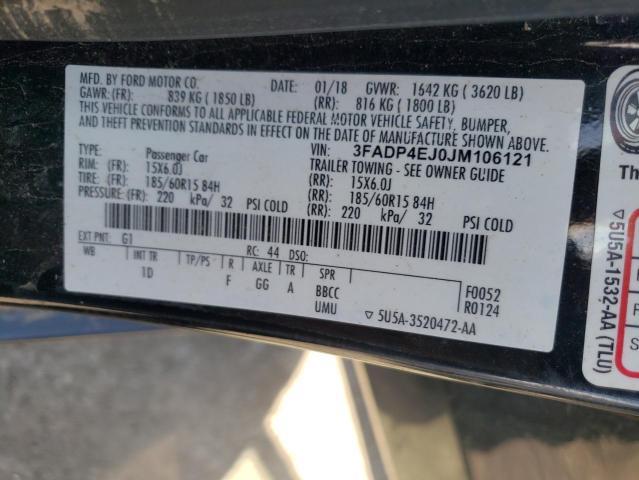 MFD. BY FORD MOTOR CO.
DATE: 01/18 GVWR: 1642 KG ( 3620 LB)
GAWR: (FR): 839 KG ( 1850 LB) (RR): 816 KG ( 1800 LB)
THIS VEHICLE CONFORMS TO ALL APPLICABLE FEDERAL MOTOR VEHICLE SAFETY, BUMPER,
AND THEFT PREVENTION STANDARDS IN EFFECT ON THE DATE OF MANUFACTURE SHOWN ABOVE.
VIN: 3FADP4EJ0JM106121
TYPE: Passenger Car TRAILER TOWING - SEE OWNER GUIDE
RIM: (FR): 15X6.0J (RR): 15X6.0J
TIRE: (FR): 185/60R15 84H (RR): 185/60R15 84H
PRESSURE: (FR): 220 kPa/ 32 PSI COLD (RR): 220 kPa/ 32 PSI COLD
EXT PNT: G1 RC: 44 DSO:
WB INT TR TP/PS R AXLE TR SPR
1D F GG A BBCC
UMU
F0052
R0124
▽ 5U5A-3520472-AA
▽5U5A-1532-AA (TLU)
P
S